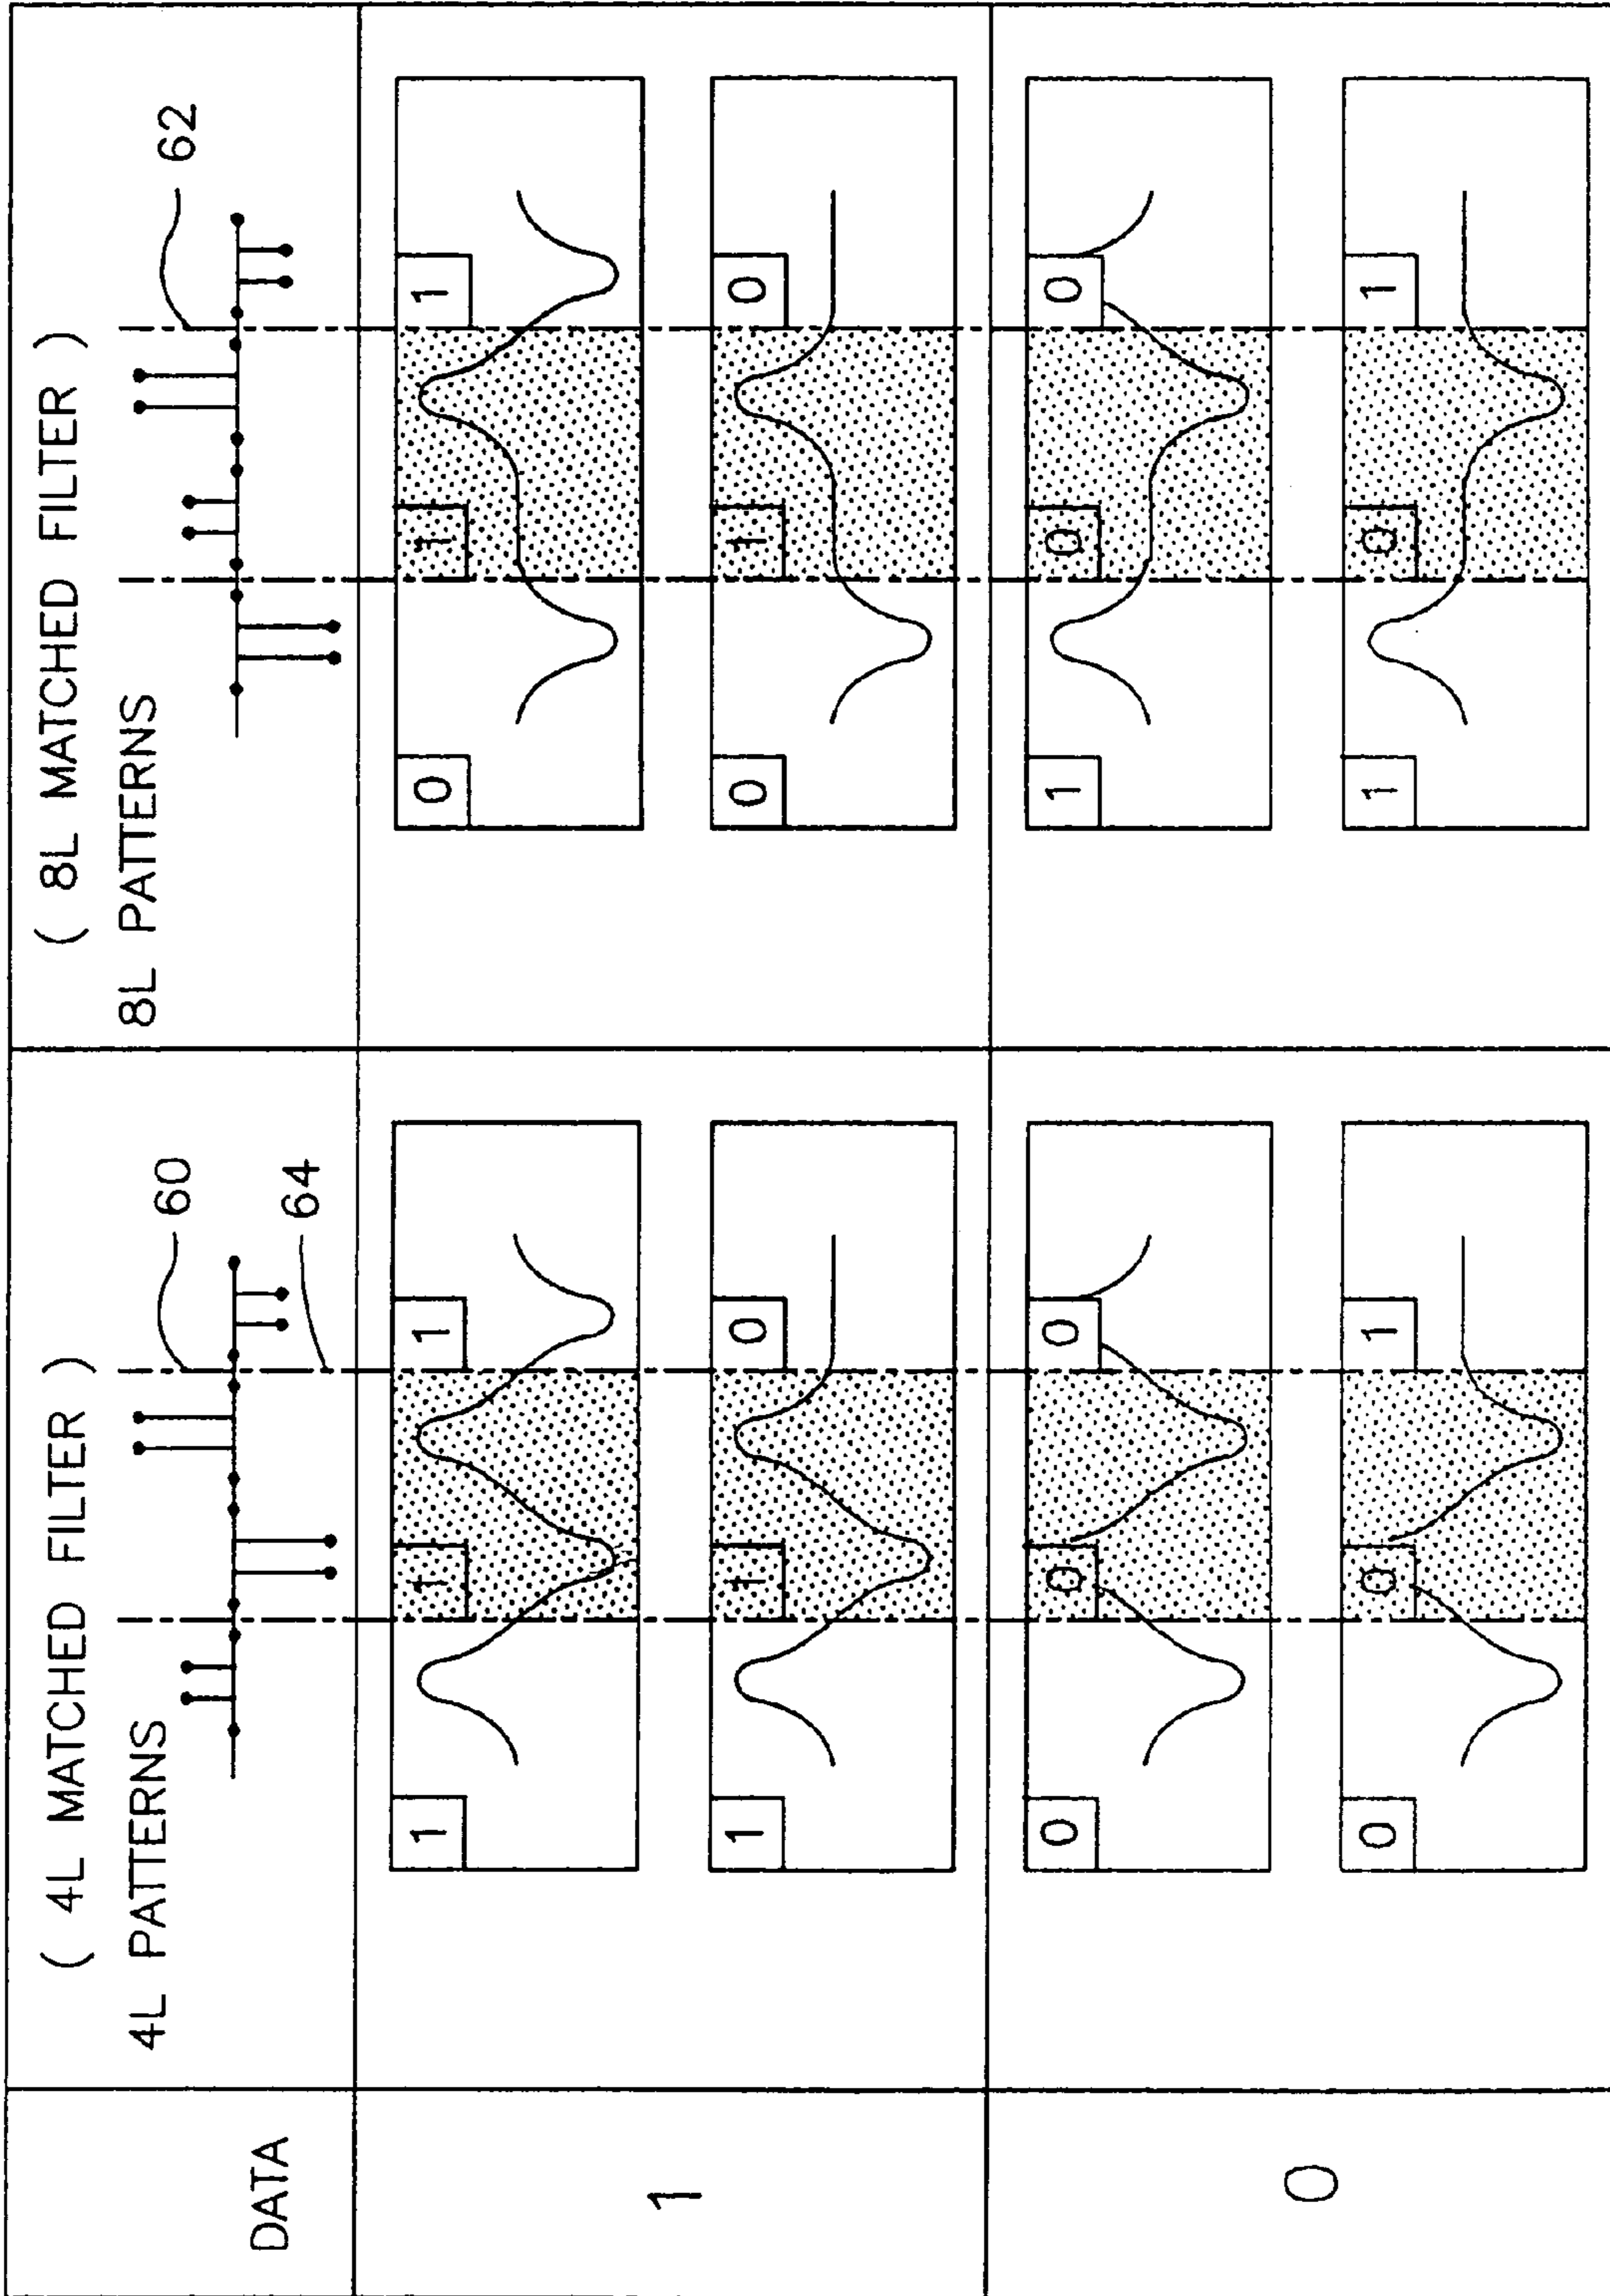 DATA
( 4L MATCHED FILTER )
4L PATTERNS
60
64
( 8L MATCHED FILTER )
8L PATTERNS
62
1
1 1 1
0 1 1
1 1 0
0 1 0
0
0 0 0
1 0 0
0 0 1
1 0 1